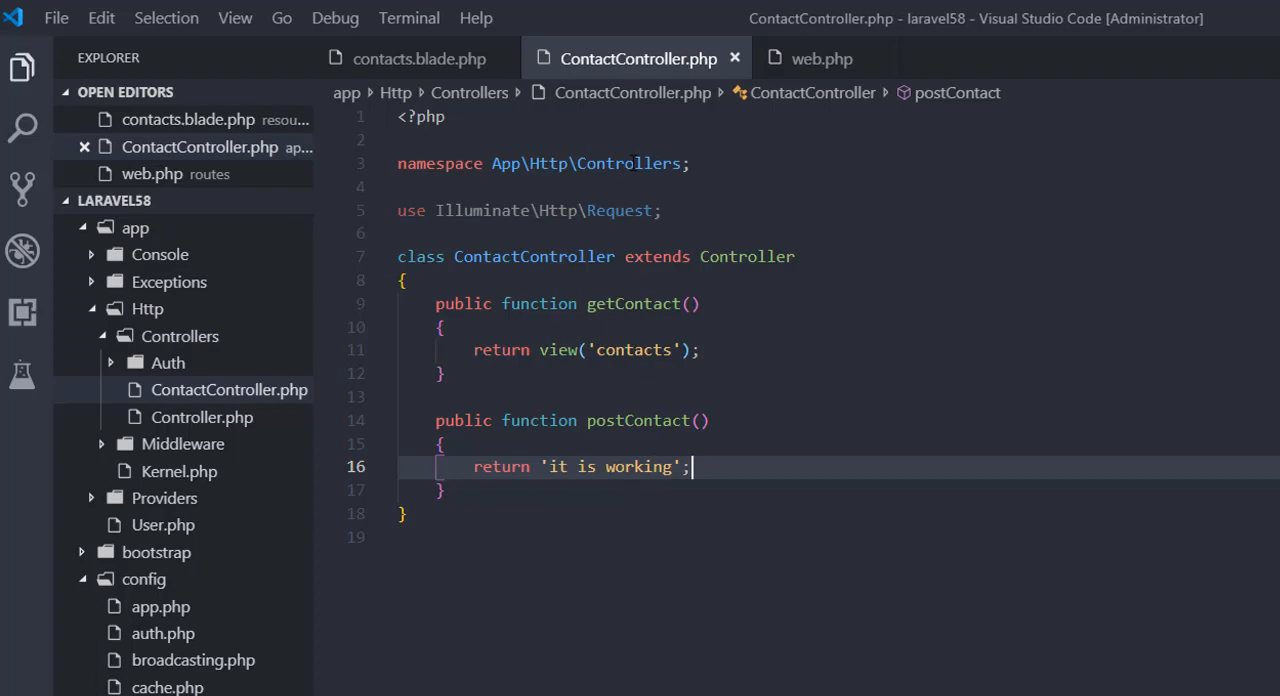 File Edit Selection View Go Debug Terminal Help ContactController.php - laravel58 - Visual Studio Code [Administrator]
EXPLORER
OPEN EDITORS
contacts.blade.php resou...
ContactController.php ap...
web.php routes
LARAVEL58
app
Console
Exceptions
Http
Controllers
Auth
ContactController.php
Controller.php
Middleware
Kernel.php
Providers
User.php
bootstrap
config
app.php
auth.php
broadcasting.php
cache.php
contacts.blade.php ContactController.php web.php
app Http Controllers ContactController.php ContactController postContact
1 <?php
2
3 namespace App\Http\Controllers;
4
5 use Illuminate\Http\Request;
6
7 class ContactController extends Controller
8 {
9 public function getContact()
10 {
11 return view('contacts');
12 }
13
14 public function postContact()
15 {
16 return 'it is working';
17 }
18 }
19